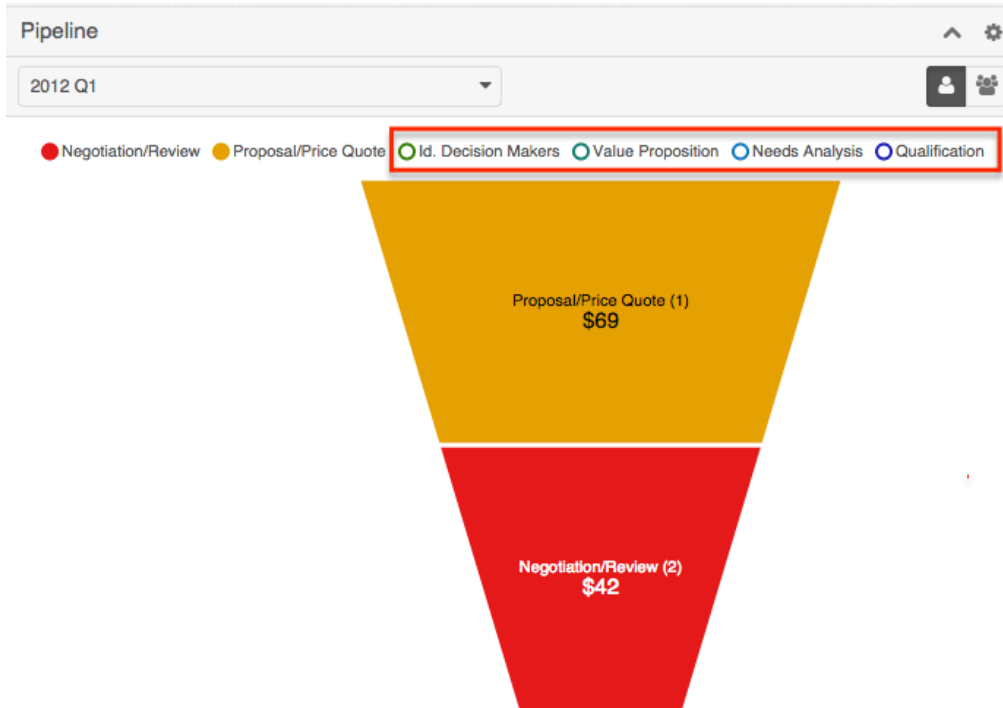 Pipeline
2012 Q1
Negotiation/Review Proposal/Price Quote Id. Decision Makers Value Proposition Needs Analysis Qualification
Proposal/Price Quote (1)
$69
Negotiation/Review (2)
$42